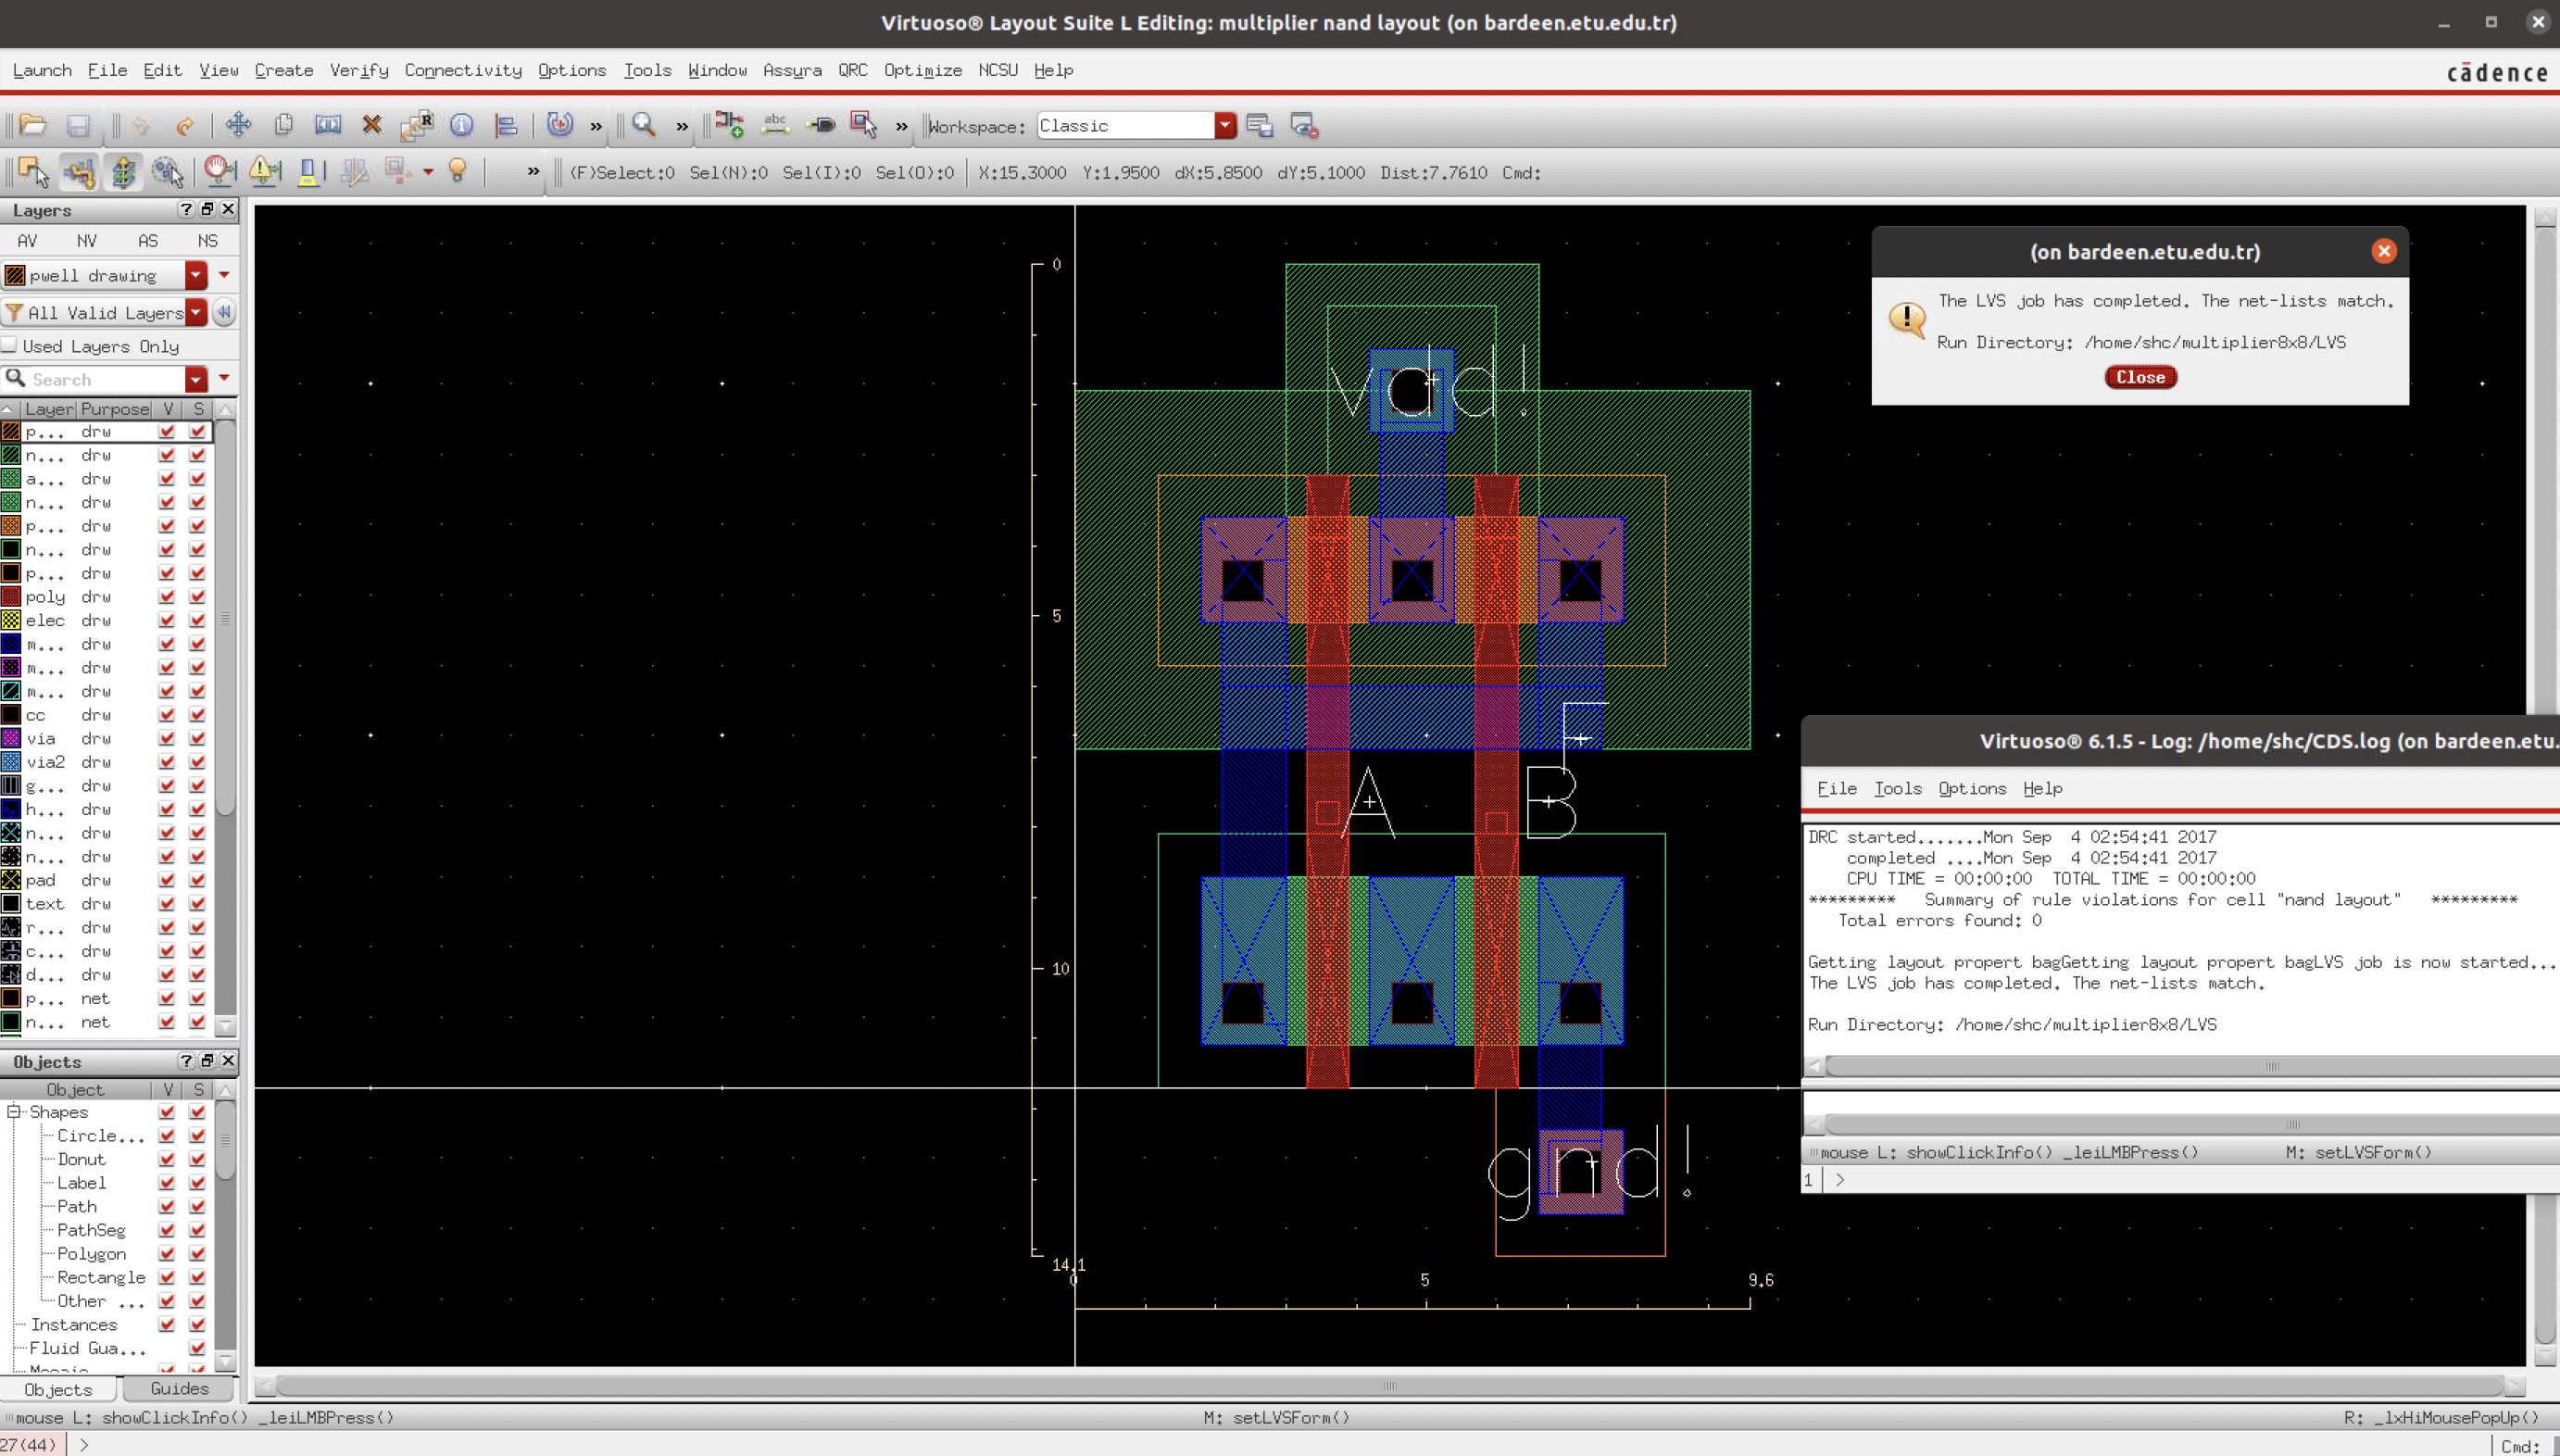 Virtuoso® Layout Suite L Editing: multiplier nand layout (on bardeen.etu.edu.tr)
Launch File Edit View Create Verify Connectivity Options Tools Window Assura QRC Optimize NCSU Help
cādence
R
abc
Workspace: Classic
(F)Select:0 Sel(N):0 Sel(I):0 Sel(O):0 X:15.3000 Y:1.9500 dX:5.8500 dY:5.1000 Dist:7.7610 Cmd:
Layers
AV NV AS NS
pwell drawing
All Valid Layers
Used Layers Only
Search
Layer Purpose V S
p... drw
n... drw
a... drw
n... drw
p... drw
n... drw
p... drw
poly drw
elec drw
m... drw
m... drw
m... drw
cc drw
via drw
via2 drw
g... drw
h... drw
n... drw
n... drw
pad drw
text drw
r... drw
c... drw
d... drw
p... net
n... net
Objects
Object V S
Shapes
Circle...
Donut
Label
Path
PathSeg
Polygon
Rectangle
Other ...
Instances
Fluid Gua...
Mosaic
Objects Guides
0
5
10
14.1
0 5 9.6
vdd!
F
A B
gnd!
(on bardeen.etu.edu.tr)
The LVS job has completed. The net-lists match.
Run Directory: /home/shc/multiplier8x8/LVS
Close
Virtuoso® 6.1.5 - Log: /home/shc/CDS.log (on bardeen.etu.
File Tools Options Help
DRC started.......Mon Sep 4 02:54:41 2017
completed ....Mon Sep 4 02:54:41 2017
CPU TIME = 00:00:00 TOTAL TIME = 00:00:00
********* Summary of rule violations for cell "nand layout" *********
Total errors found: 0
Getting layout propert bagGetting layout propert bagLVS job is now started...
The LVS job has completed. The net-lists match.
Run Directory: /home/shc/multiplier8x8/LVS
mouse L: showClickInfo() _leiLMBPress() M: setLVSForm()
1 >
mouse L: showClickInfo() _leiLMBPress() M: setLVSForm() R: _lxHiMousePopUp()
27(44) > Cmd: